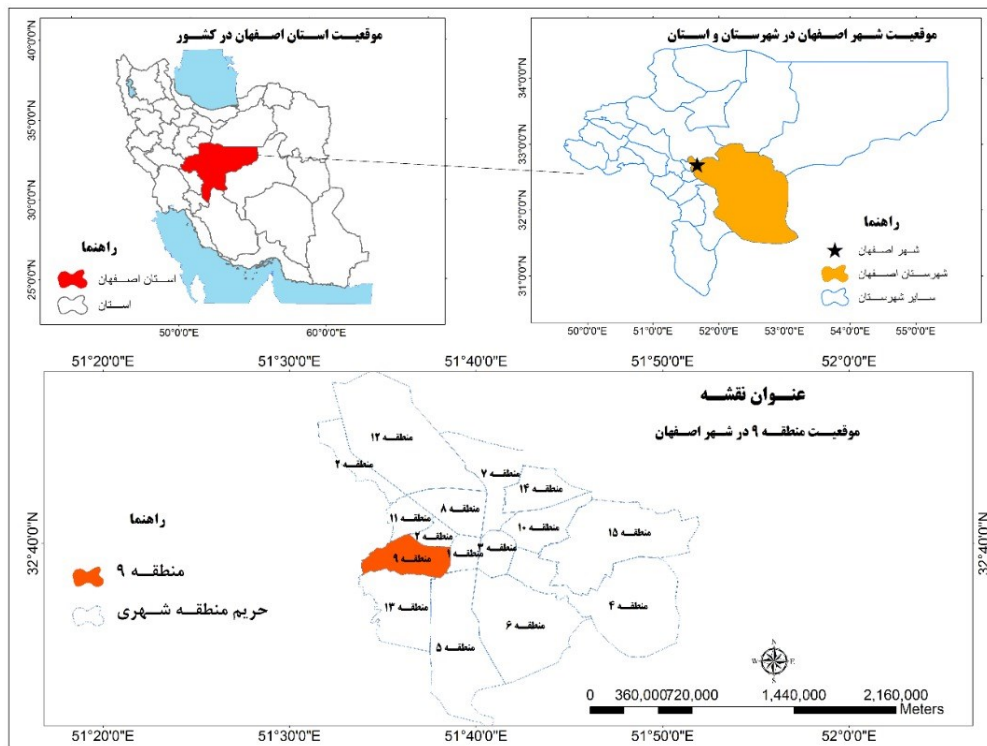 موقعیت استان اصفهان در کشور
40°0'0"N
35°0'0"N
30°0'0"N
25°0'0"N
راهنما
استان اصفهان
استان
50°0'0"E
60°0'0"E
موقعیت شهر اصفهان در شهرستان و استان
34°0'0"N
33°0'0"N
32°0'0"N
31°0'0"N
راهنما
شهر اصفهان
شهرستان اصفهان
سایر شهرستان
50°0'0"E
51°0'0"E
52°0'0"E
53°0'0"E
54°0'0"E
55°0'0"E
51°20'0"E
51°30'0"E
51°40'0"E
51°50'0"E
52°0'0"E
عنوان نقشه
موقعیت منطقه ۹ در شهر اصفهان
منطقه ۱۲
منطقه ۲
منطقه ۷
منطقه ۱۴
منطقه ۸
منطقه ۱۱
منطقه ۱۰
منطقه ۱۵
منطقه ۲
منطقه ۳
منطقه ۱
منطقه ۹
منطقه ۱۳
منطقه ۴
منطقه ۶
منطقه ۵
32°40'0"N
32°40'0"N
راهنما
منطقه ۹
حریم منطقه شهری
N
W
E
S
0
360,000
720,000
1,440,000
2,160,000
Meters
51°20'0"E
51°30'0"E
51°40'0"E
51°50'0"E
52°0'0"E